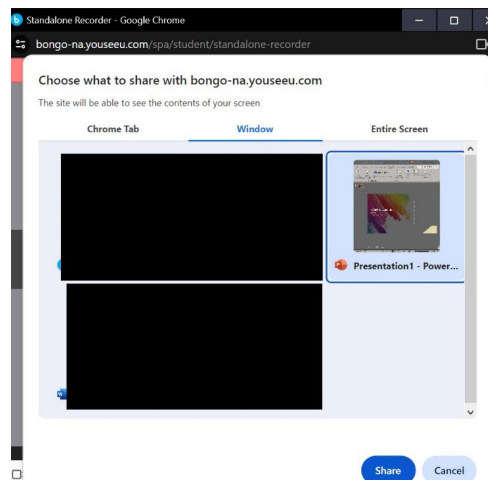 Standalone Recorder - Google Chrome
bongo-na.youseeu.com/spa/student/standalone-recorder
Choose what to share with bongo-na.youseeu.com
The site will be able to see the contents of your screen
Chrome Tab Window Entire Screen
Presentation1 - Power...
Share Cancel